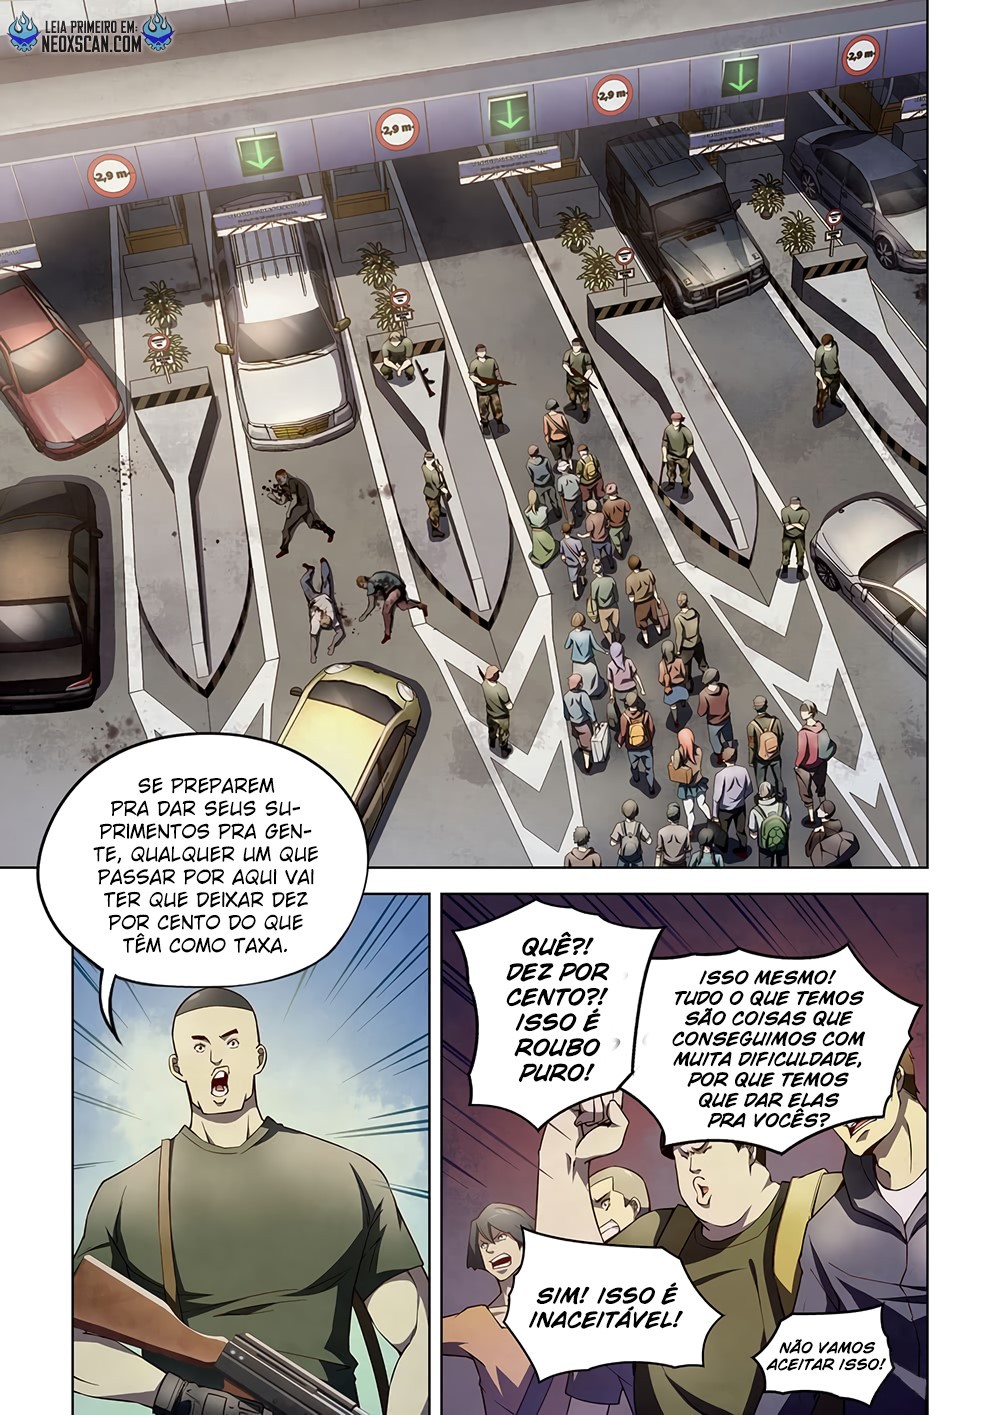 LEIA PRIMEIRO EM:
NEOXSCAN.COM
2,9 m
2,9 m
2,9 m
2,9 m
SE PREPAREM
PRA DAR SEUS SU-
PRIMENTOS PRA GEN-
TE, QUALQUER UM QUE
PASSAR POR AQUI VAI
TER QUE DEIXAR DEZ
POR CENTO DO QUE
TÊM COMO TAXA.
QUÊ?!
DEZ POR
CENTO?!
ISSO É
ROUBO
PURO!
ISSO MESMO!
TUDO O QUE TEMOS
SÃO COISAS QUE
CONSEGUIMOS COM
MUITA DIFICULDADE,
POR QUE TEMOS
QUE DAR ELAS
PRA VOCÊS?
SIM! ISSO É
INACEITÁVEL!
NÃO VAMOS
ACEITAR ISSO!